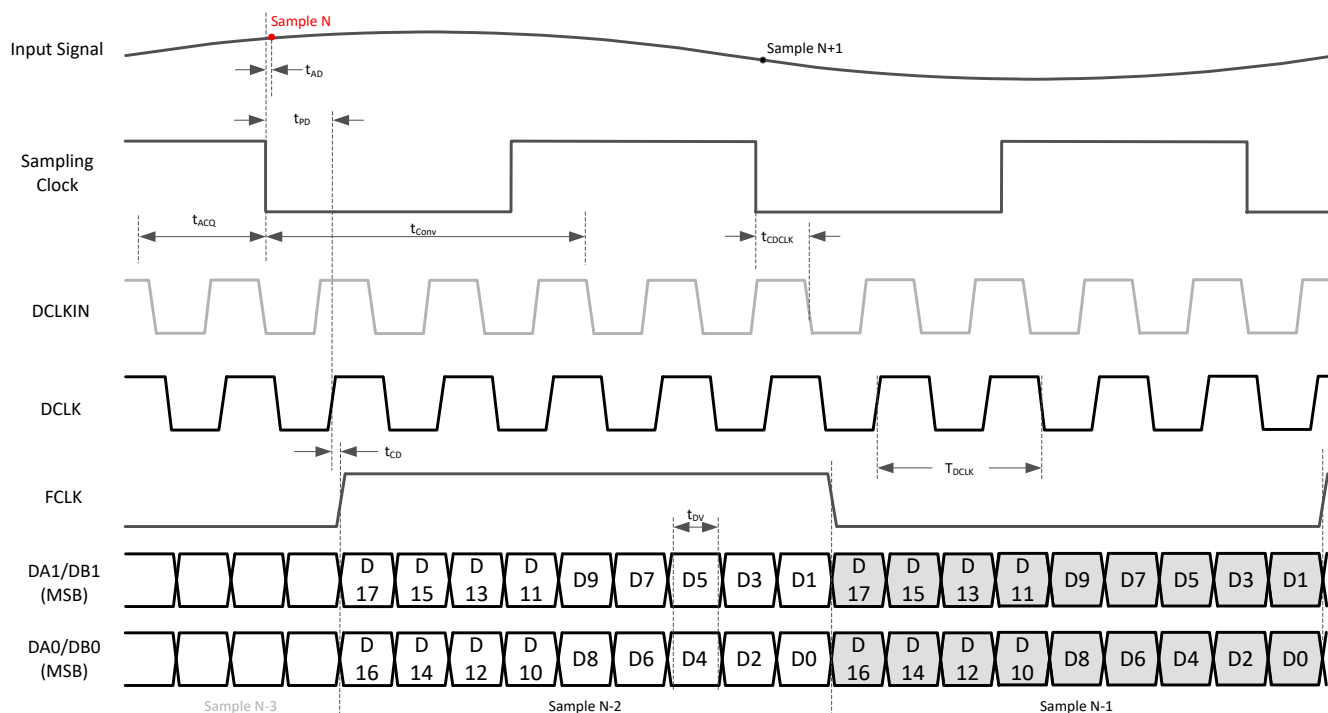 Sample N
Input Signal
Sample N+1
tAD
tPD
Sampling
Clock
tACQ
tConv
tCDCLK
DCLKIN
DCLK
tCD
TDCLK
FCLK
tDV
DA1/DB1
(MSB)
D
17
D
15
D
13
D
11
D9
D7
D5
D3
D1
D
17
D
15
D
13
D
11
D9
D7
D5
D3
D1
DA0/DB0
(MSB)
D
16
D
14
D
12
D
10
D8
D6
D4
D2
D0
D
16
D
14
D
12
D
10
D8
D6
D4
D2
D0
Sample N-3
Sample N-2
Sample N-1